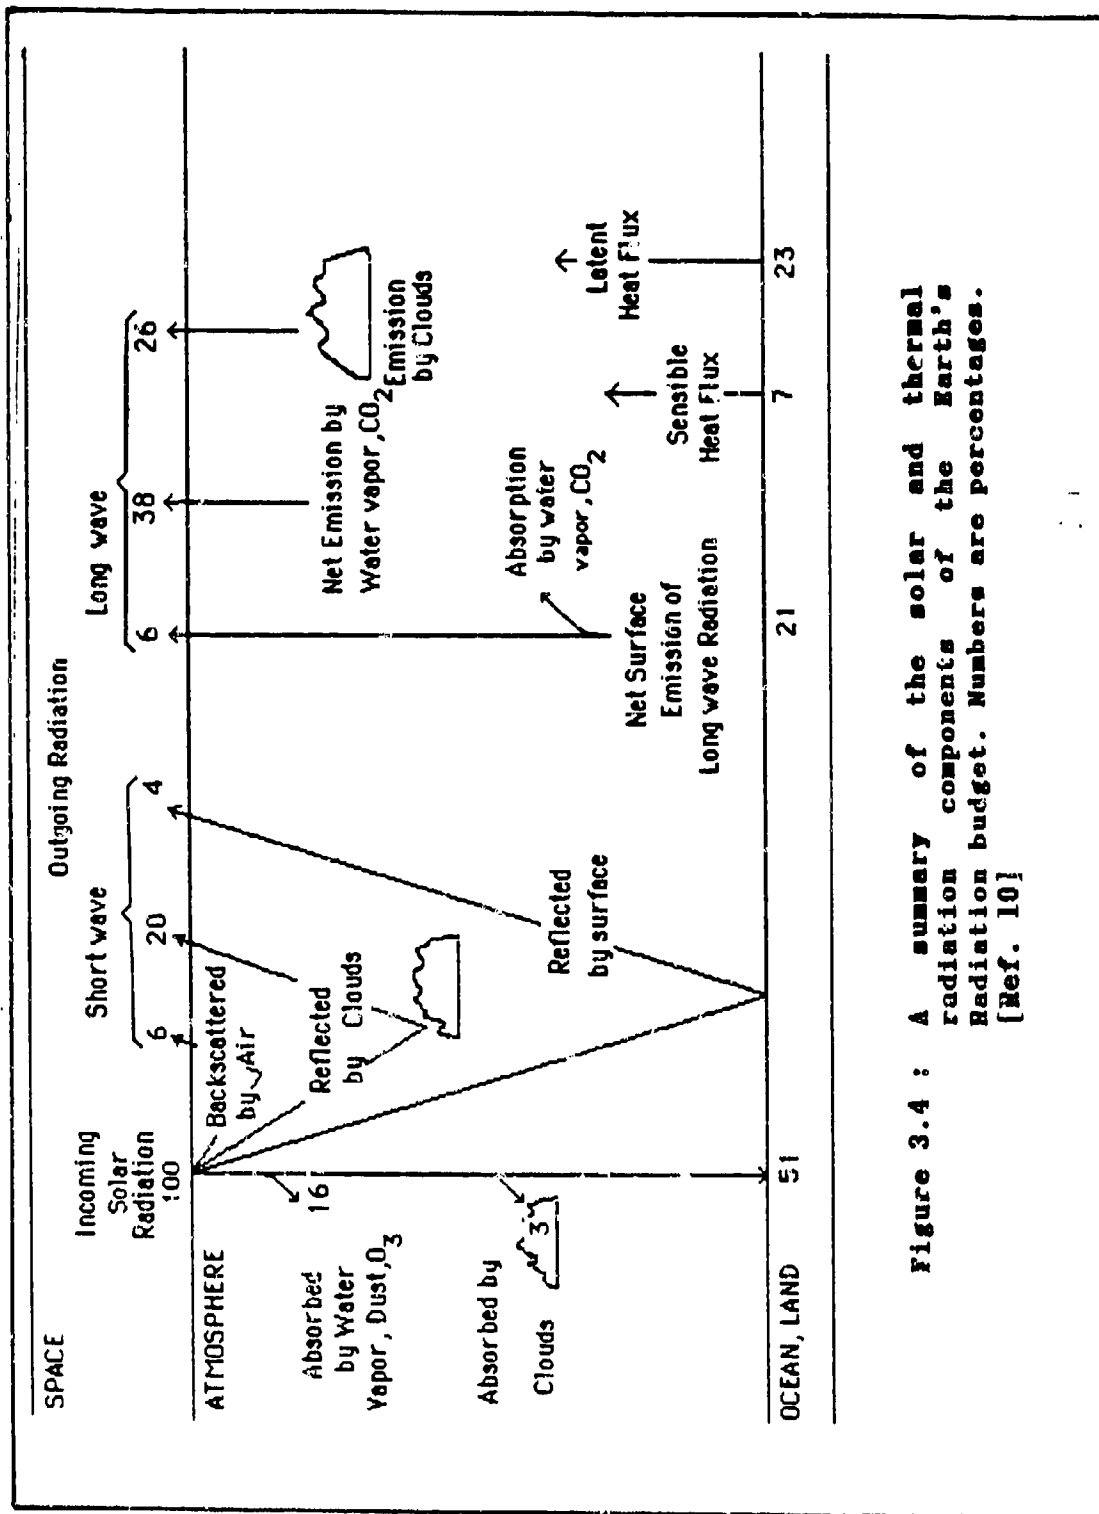 SPACE
Incoming
Solar
Radiation
100
Outgoing Radiation
Short wave
6 20 4
Long wave
6 38 26
ATMOSPHERE
Backscattered
by Air
Reflected
by Clouds
16
Absorbed
by Water
Vapor, Dust, O3
Absorbed by
Clouds
3
Reflected
by surface
Net Emission by
Water vapor, CO2
Emission
by Clouds
Absorption
by water
vapor, CO2
Net Surface
Emission of
Long wave Radiation
Sensible
Heat Flux
Latent
Heat Flux
OCEAN, LAND
51 21 7 23
Figure 3.4 : A summary of the solar and thermal
radiation components of the Earth's
Radiation budget. Numbers are percentages.
[Ref. 10]